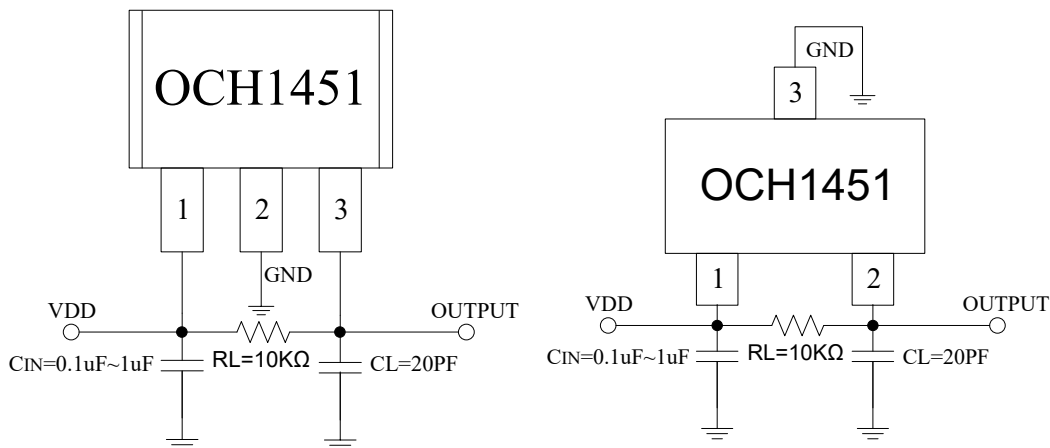 OCH1451
1
2
3
GND
VDD
OUTPUT
CIN=0.1uF~1uF
RL=10KΩ
CL=20PF
GND
3
OCH1451
1
2
VDD
OUTPUT
CIN=0.1uF~1uF
RL=10KΩ
CL=20PF